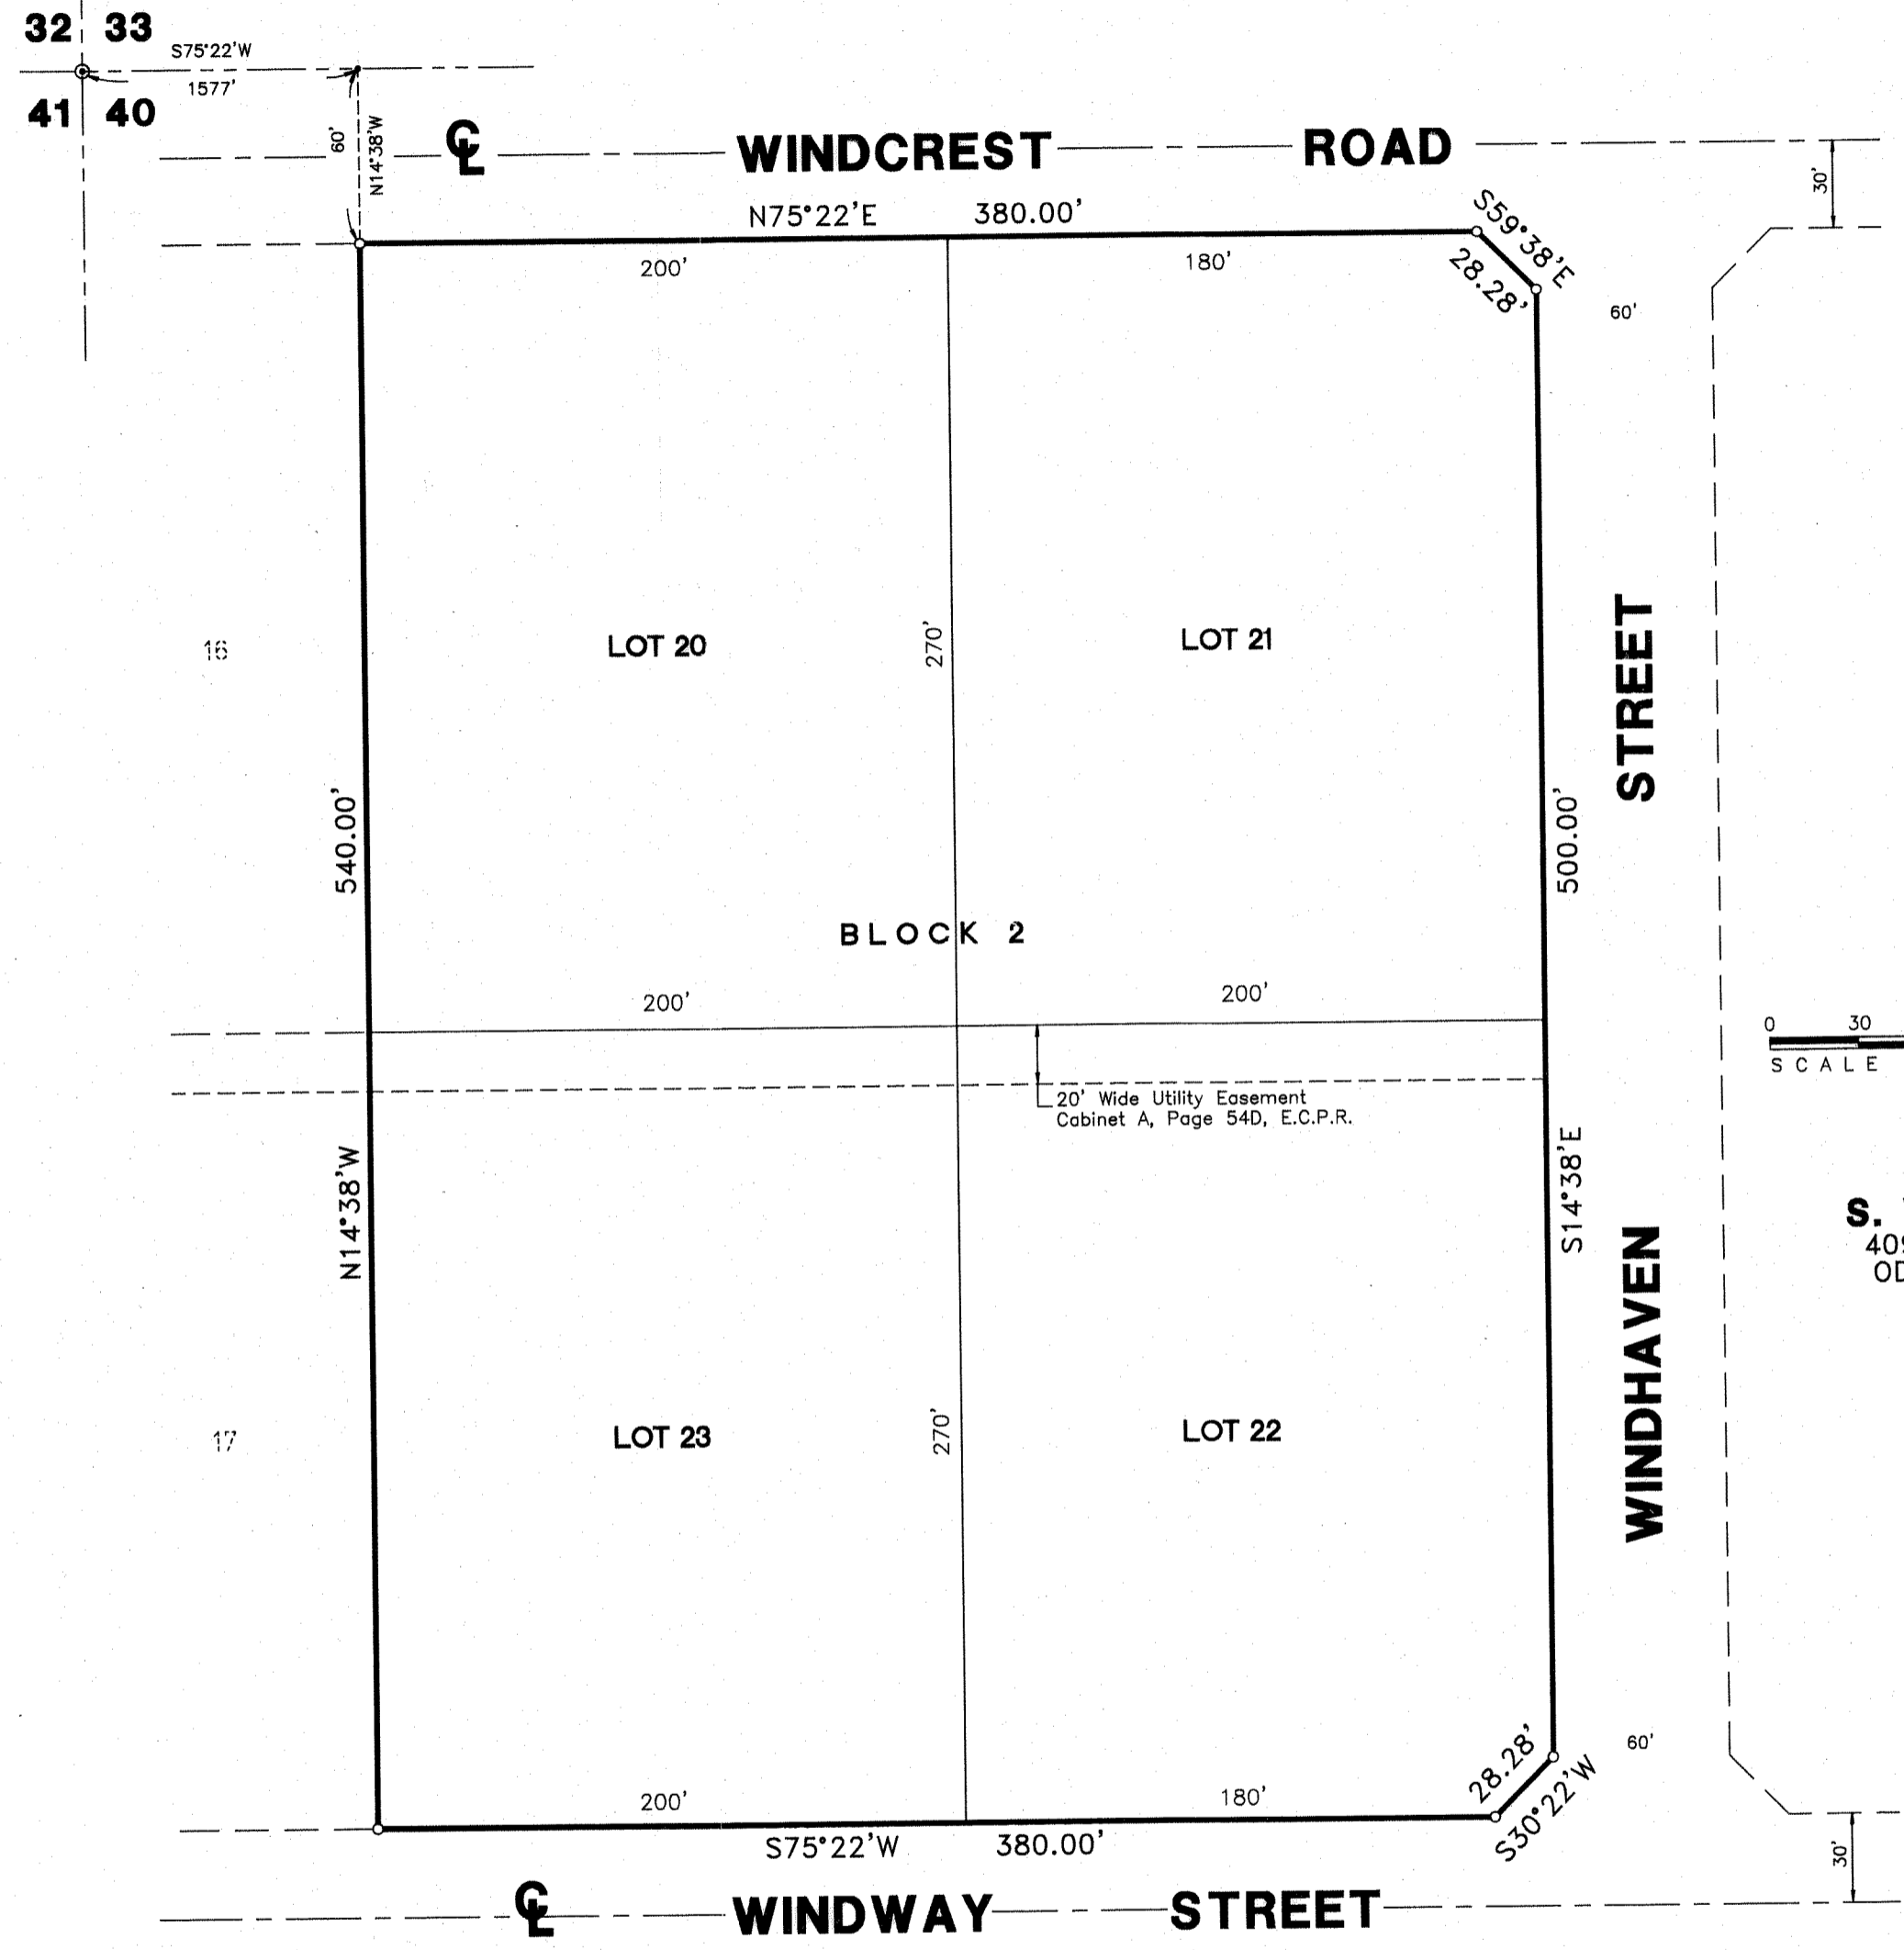 32 33
S75°22'W
1577'
41 40
60'
N14°38'W
℄ WINDCREST ROAD
30'
N75°22'E 380.00'
S59°38'E
28.28'
200'
180'
60'
LOT 20
LOT 21
270'
16
STREET
540.00'
500.00'
BLOCK 2
200'
200'
0 30
SCALE
20' Wide Utility Easement
Cabinet A, Page 54D, E.C.P.R.
N14°38'W
S14°38'E
S.
WINDHAVEN
LOT 23
LOT 22
270'
17
60'
28.28'
S30°22'W
200'
180'
S75°22'W 380.00'
30'
℄ WINDWAY STREET